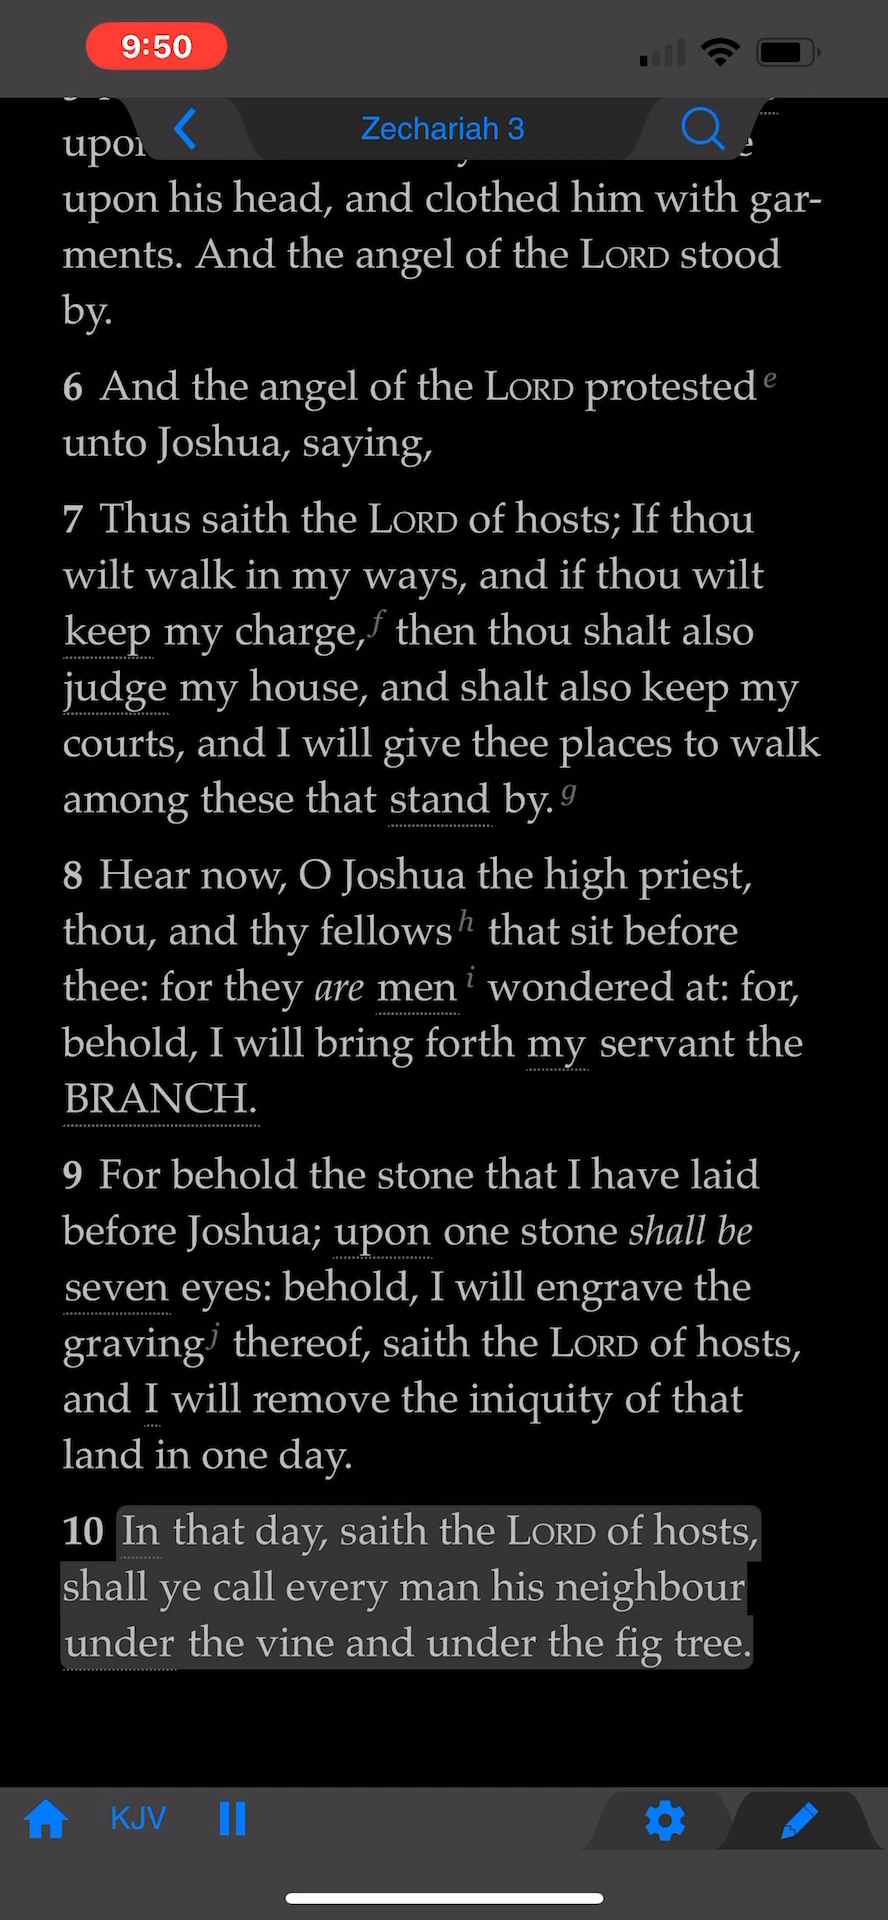 9:50
Zechariah 3
upon his head, and clothed him with gar-
ments. And the angel of the LORD stood
by.
6 And the angel of the LORD protested e
unto Joshua, saying,
7 Thus saith the LORD of hosts; If thou
wilt walk in my ways, and if thou wilt
keep my charge, f then thou shalt also
judge my house, and shalt also keep my
courts, and I will give thee places to walk
among these that stand by. g
8 Hear now, O Joshua the high priest,
thou, and thy fellows h that sit before
thee: for they are men i wondered at: for,
behold, I will bring forth my servant the
BRANCH.
9 For behold the stone that I have laid
before Joshua; upon one stone shall be
seven eyes: behold, I will engrave the
graving j thereof, saith the LORD of hosts,
and I will remove the iniquity of that
land in one day.
10 In that day, saith the LORD of hosts,
shall ye call every man his neighbour
under the vine and under the fig tree.
KJV